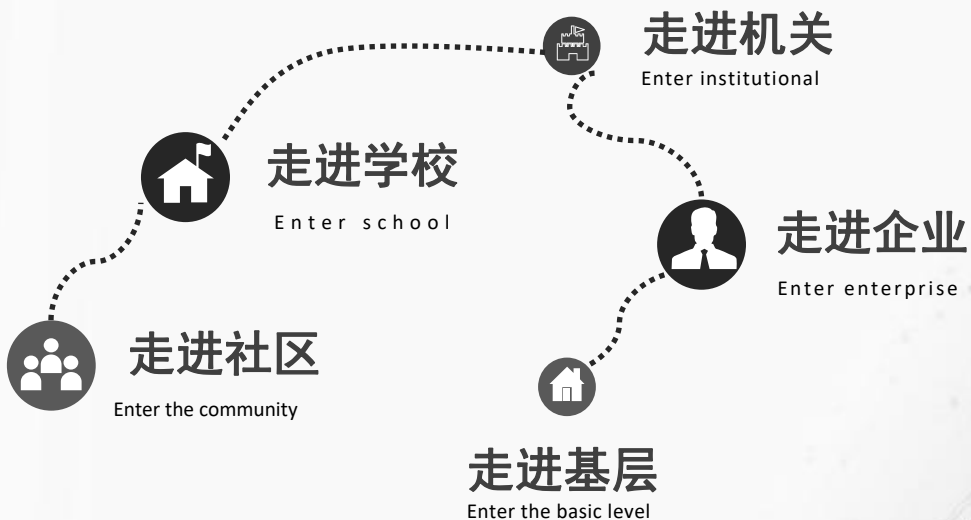 走进机关
Enter institutional
走进学校
Enter school
走进企业
Enter enterprise
走进社区
Enter the community
走进基层
Enter the basic level